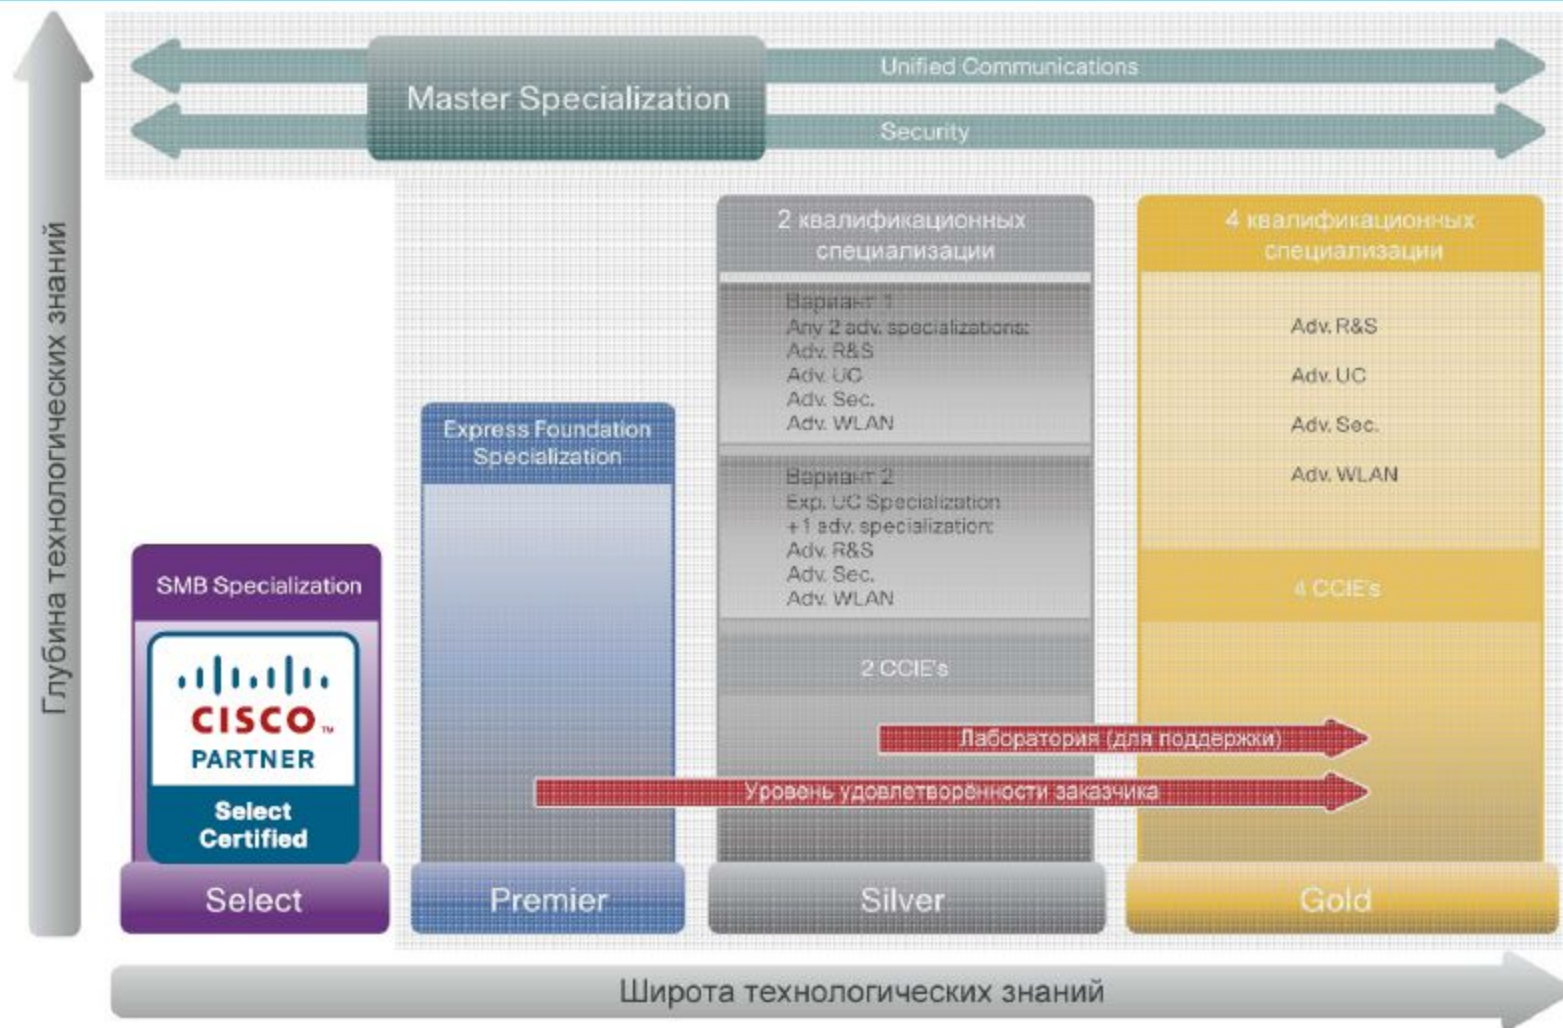 Глубина технологических знаний
Unified Communications
Master Specialization
Security
SMB Specialization
CISCO™
PARTNER
Select
Certified
Select
Express Foundation
Specialization
Premier
2 квалификационных
специализации
Вариант 1
Any 2 adv. specializations:
Adv. R&S
Adv. UC
Adv. Sec.
Adv. WLAN
Вариант 2
Exp. UC Specialization
+1 adv. specialization:
Adv. R&S
Adv. Sec.
Adv. WLAN
2 CCIE's
Silver
4 квалификационных
специализации
Adv. R&S
Adv. UC
Adv. Sec.
Adv. WLAN
4 CCIE's
Gold
Лаборатория (для поддержки)
Уровень удовлетворённости заказчика
Широта технологических знаний